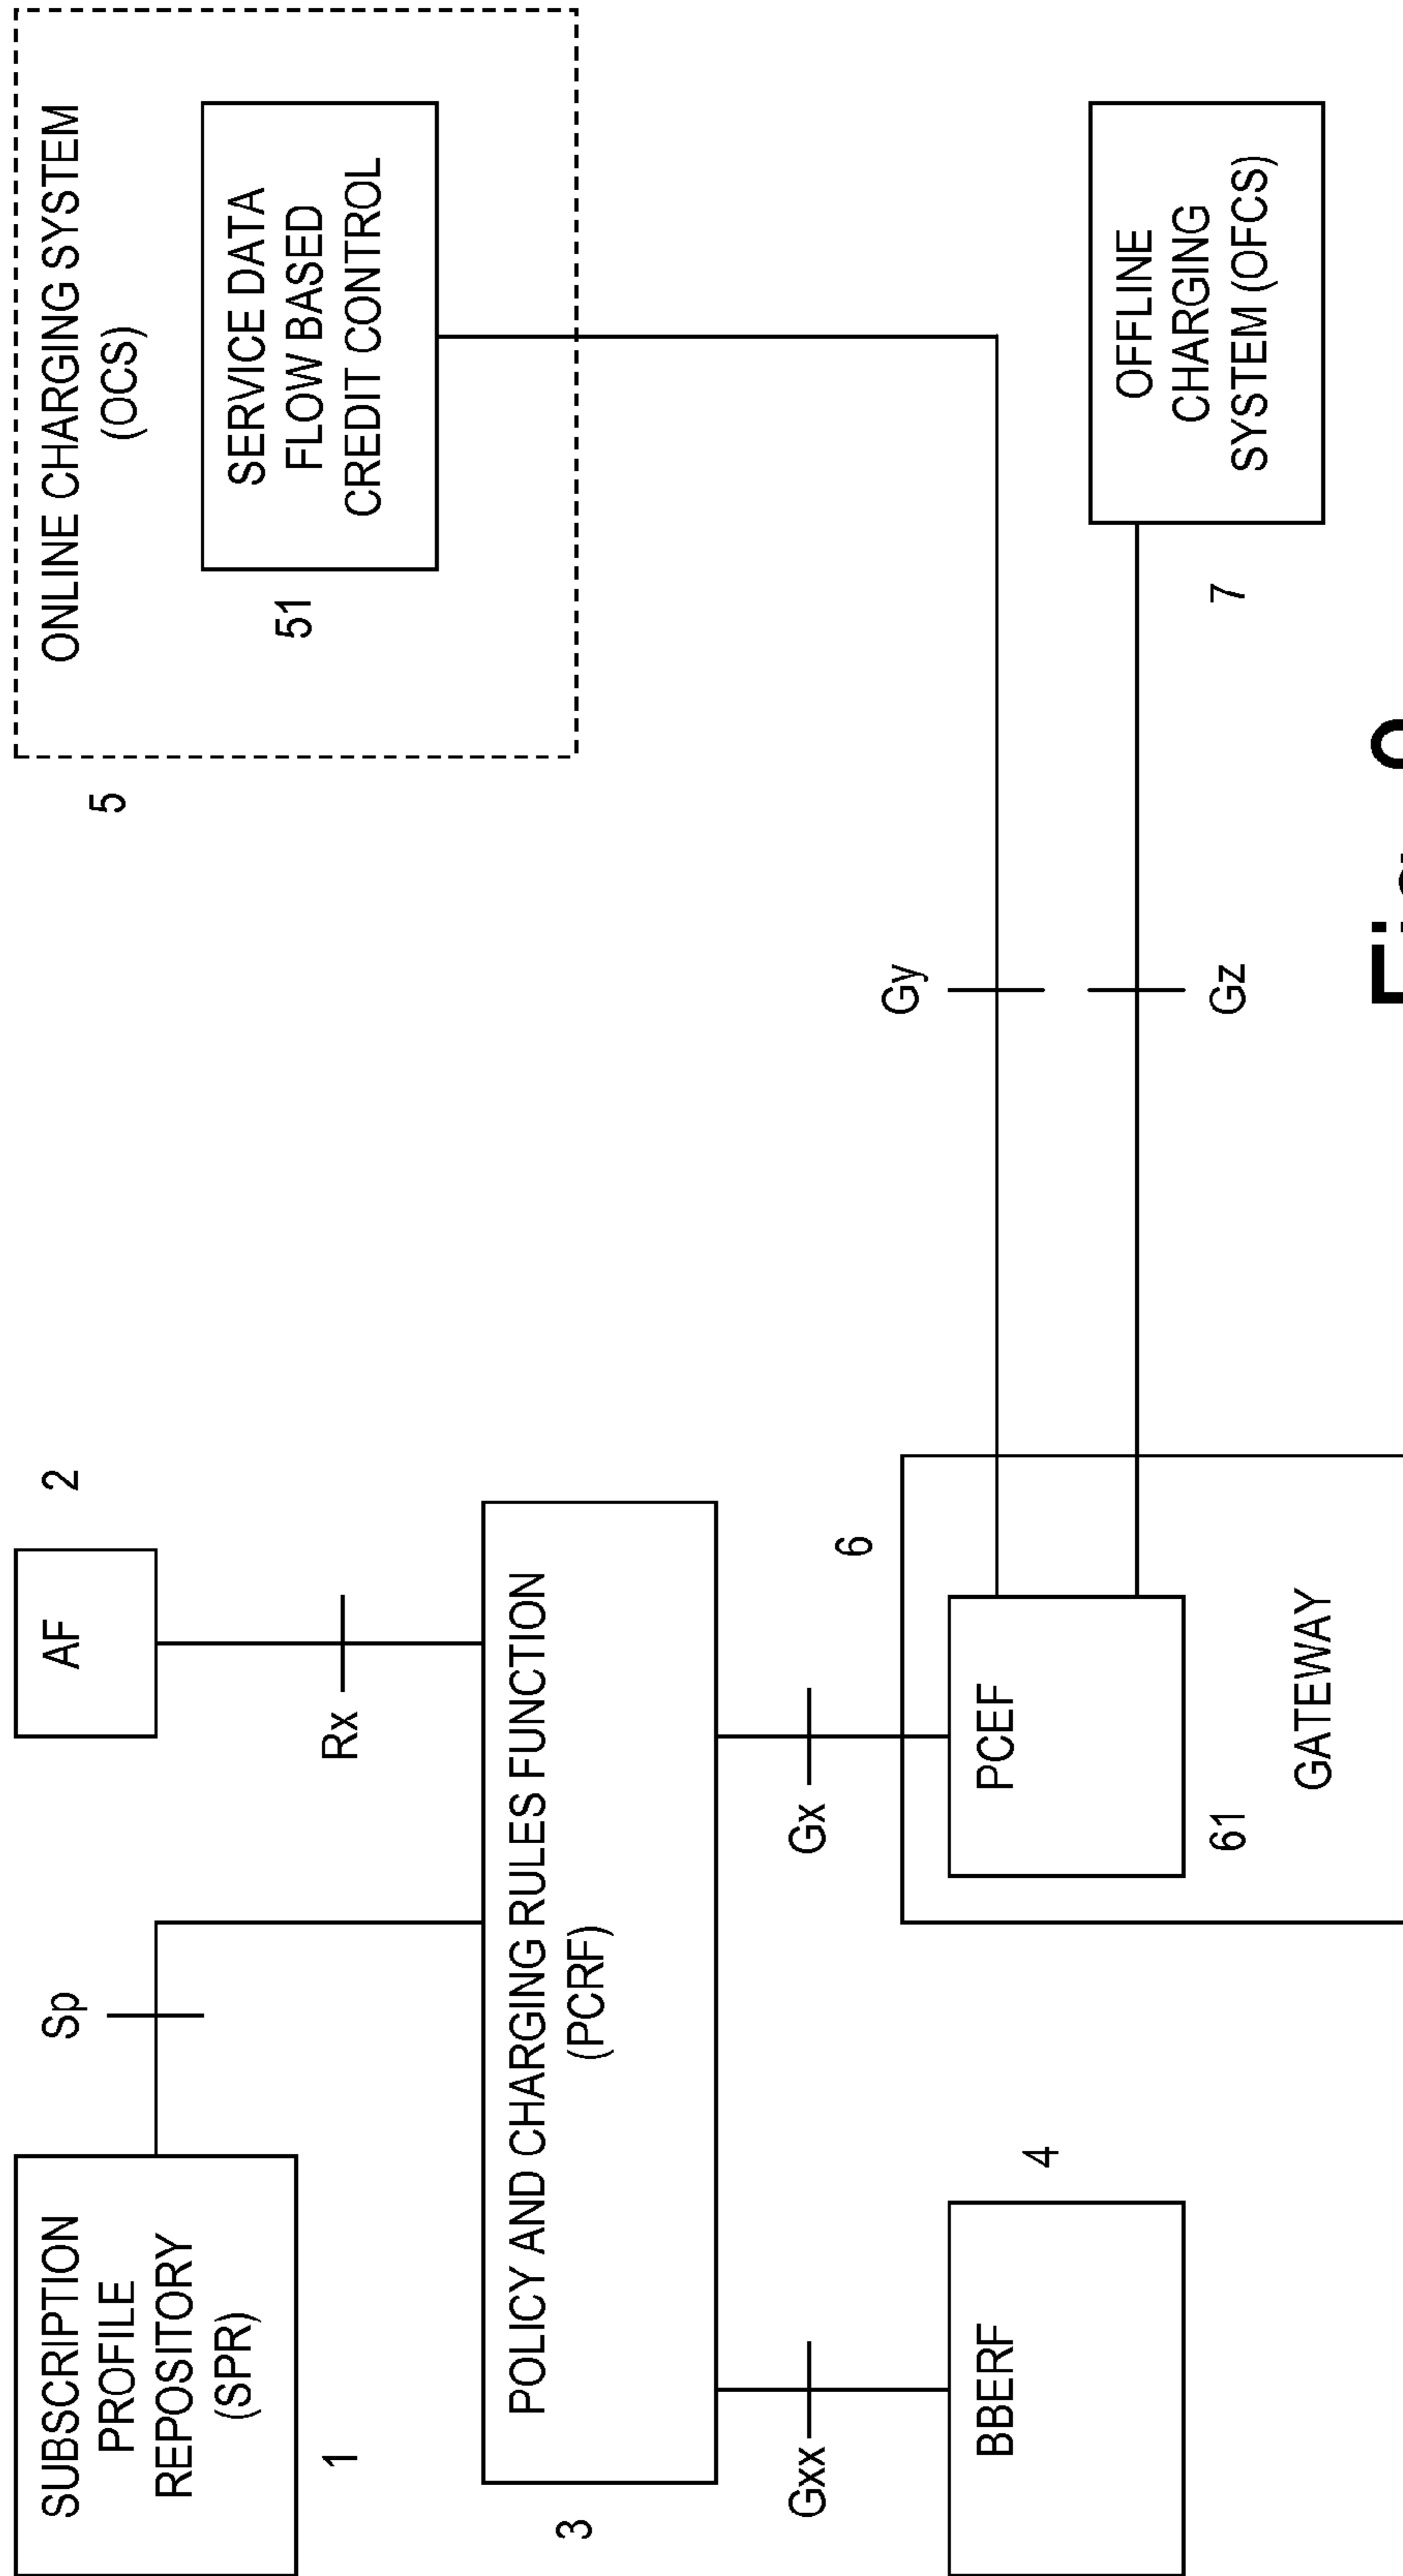 SUBSCRIPTION
PROFILE
REPOSITORY
(SPR)
1
Sp
AF
2
Rx
ONLINE CHARGING SYSTEM
(OCS)
5
SERVICE DATA
FLOW BASED
CREDIT CONTROL
51
POLICY AND CHARGING RULES FUNCTION
(PCRF)
3
Gxx
Gx
Gy
BBERF
4
6
PCEF
61
GATEWAY
Gz
OFFLINE
CHARGING
SYSTEM (OFCS)
7